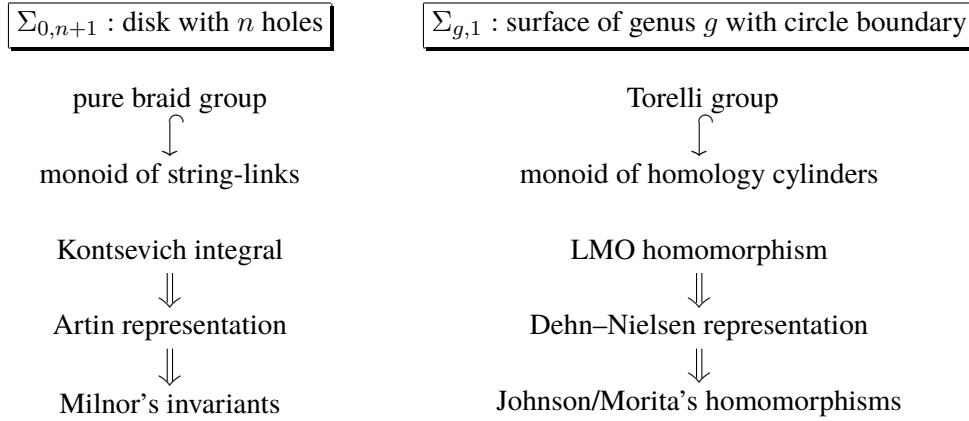 Σ₀,ₙ₊₁ : disk with n holes
Σ_{g,1} : surface of genus g with circle boundary
pure braid group
Torelli group
monoid of string-links
monoid of homology cylinders
Kontsevich integral
LMO homomorphism
⇓
⇓
Artin representation
Dehn–Nielsen representation
⇓
⇓
Milnor’s invariants
Johnson/Morita’s homomorphisms